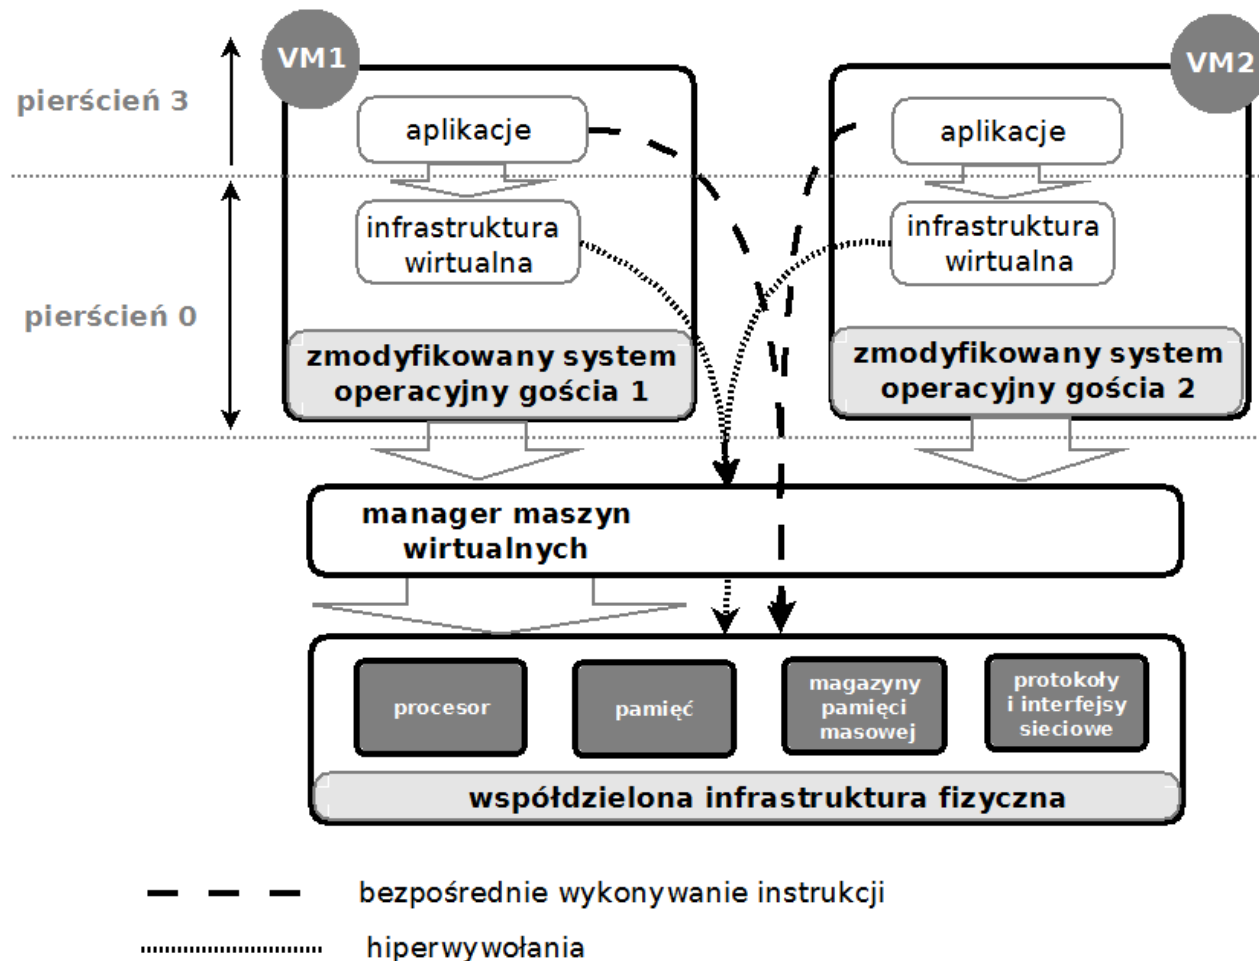 VM1
VM2
pierścień 3
aplikacje
aplikacje
infrastruktura
wirtualna
infrastruktura
wirtualna
pierścień 0
zmodyfikowany system
operacyjny gościa 1
zmodyfikowany system
operacyjny gościa 2
manager maszyn
wirtualnych
procesor
pamięć
magazyny
pamięci
masowej
protokoły
i interfejsy
sieciowe
współdzielona infrastruktura fizyczna
bezpośrednie wykonywanie instrukcji
hiperwywołania